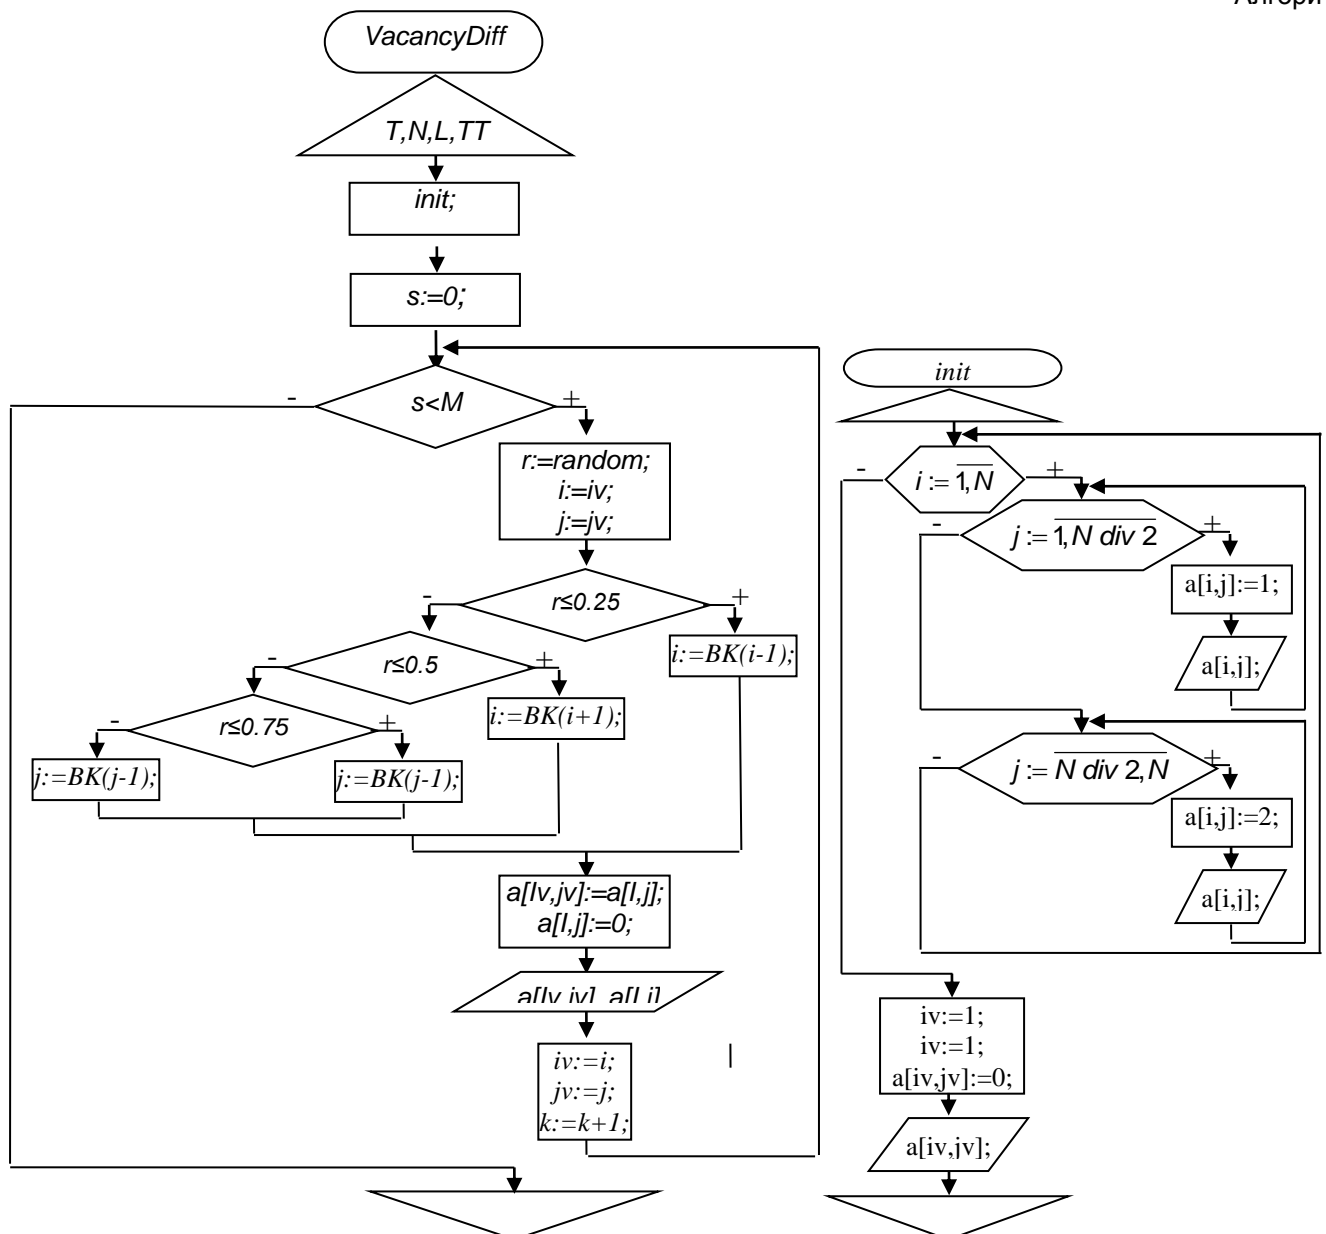 Алгори
VacancyDiff
T,N,L,TT
init;
s:=0;
-
s<M
+
r:=random;
i:=iv;
j:=jv;
-
r≤0.25
+
i:=BK(i-1);
-
r≤0.5
+
i:=BK(i+1);
-
r≤0.75
+
j:=BK(j-1);
j:=BK(j-1);
a[Iv,jv]:=a[I,j];
a[I,j]:=0;
a[Iv,jv] a[I,j]
iv:=i;
jv:=j;
k:=k+1;
init
-
i := 1,N
+
-
j := 1,N div 2
+
a[i,j]:=1;
a[i,j];
-
j := N div 2,N
+
a[i,j]:=2;
a[i,j];
iv:=1;
iv:=1;
a[iv,jv]:=0;
a[iv,jv];